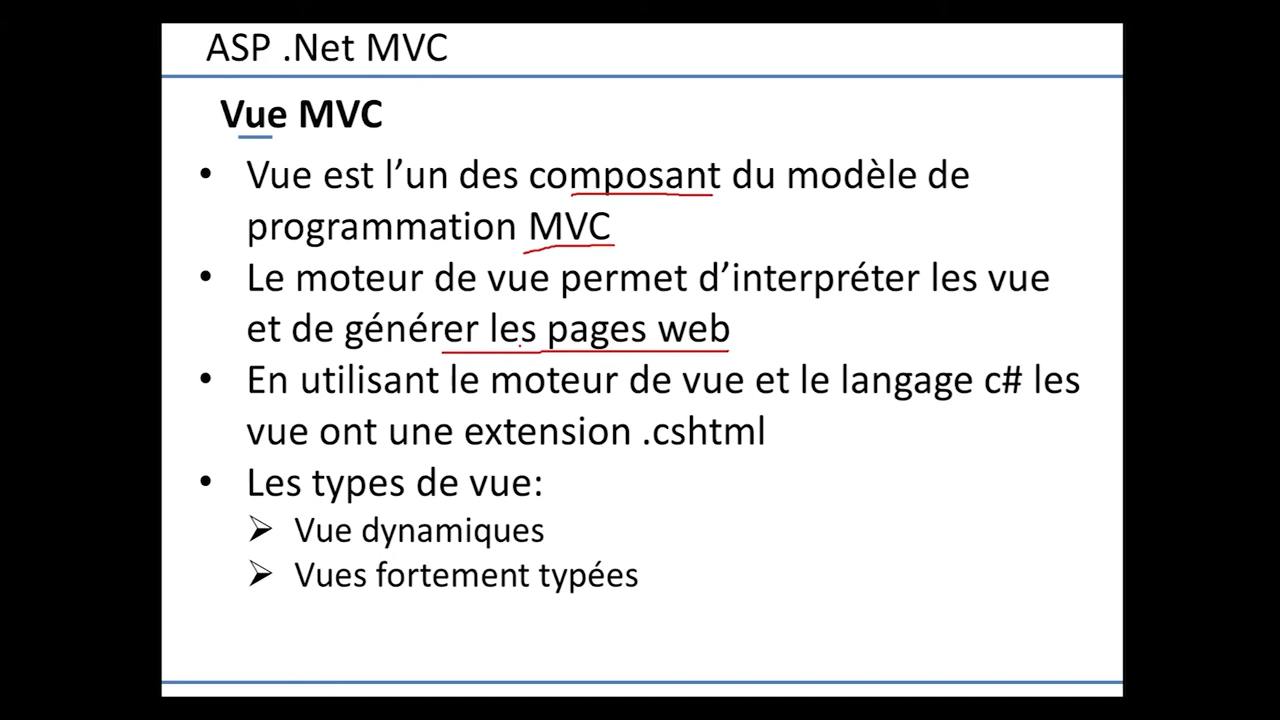 ASP .Net MVC
Vue MVC
• Vue est l’un des composant du modèle de
programmation MVC
• Le moteur de vue permet d’interpréter les vue
et de générer les pages web
• En utilisant le moteur de vue et le langage c# les
vue ont une extension .cshtml
• Les types de vue:
➢ Vue dynamiques
➢ Vues fortement typées